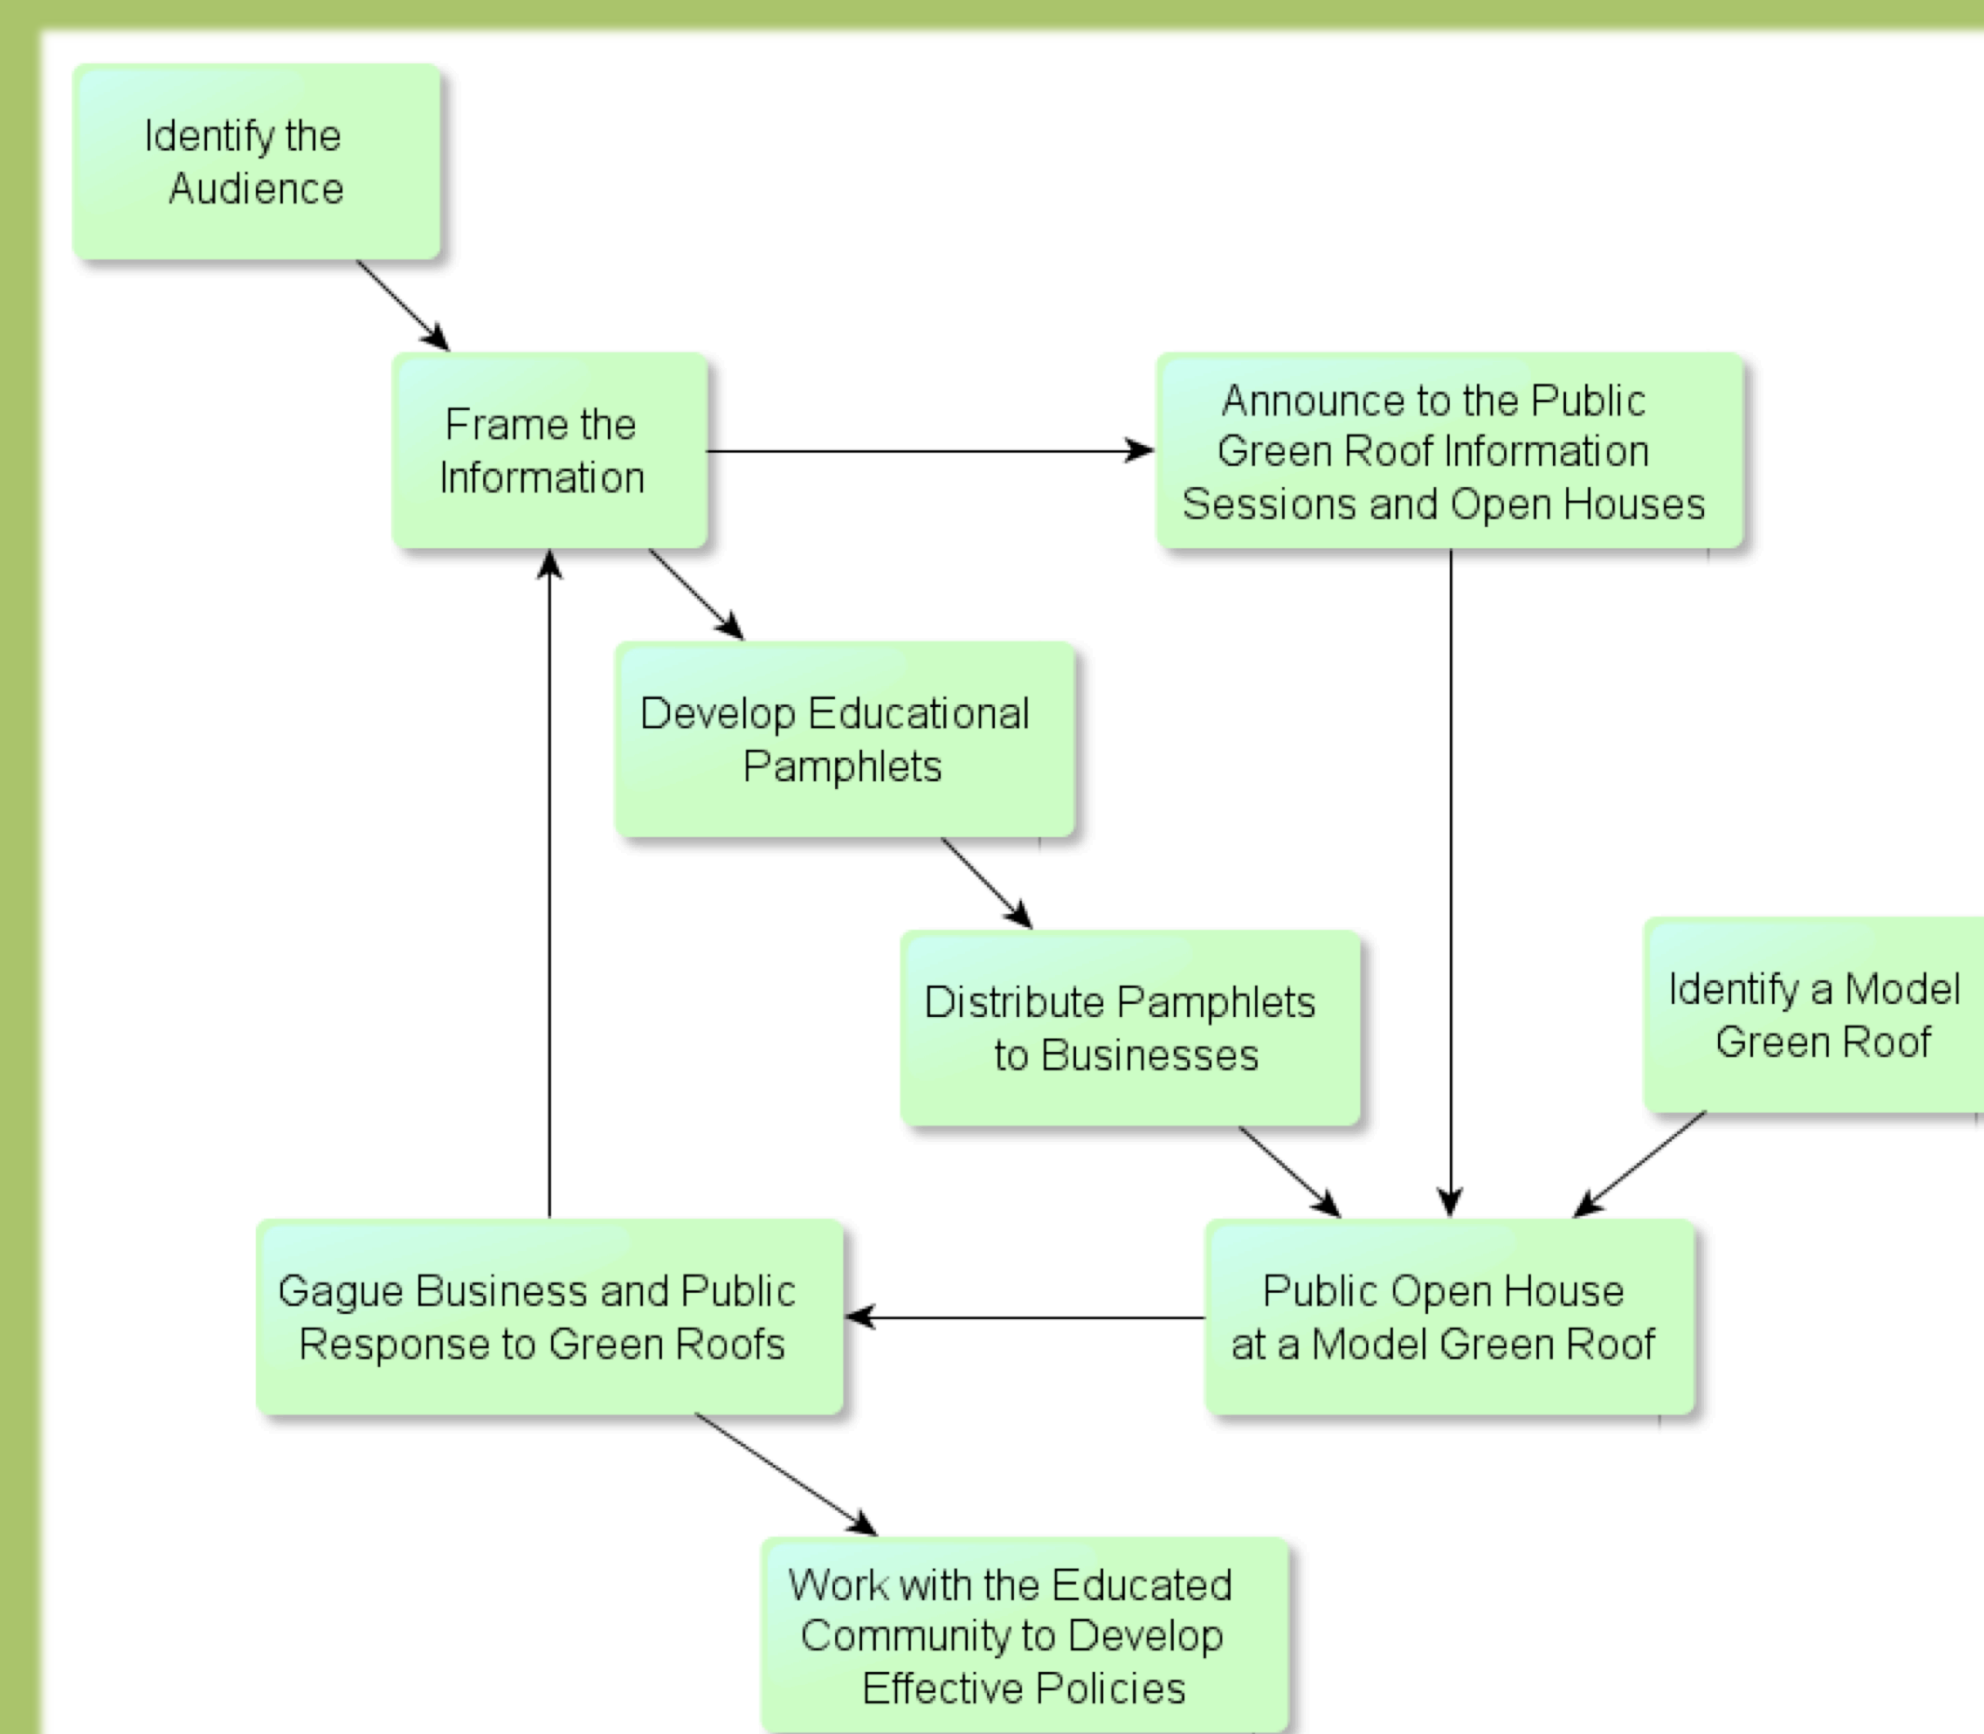 Identify the
Audience
Frame the
Information
Announce to the Public
Green Roof Information
Sessions and Open Houses
Develop Educational
Pamphlets
Distribute Pamphlets
to Businesses
Identify a Model
Green Roof
Gague Business and Public
Response to Green Roofs
Public Open House
at a Model Green Roof
Work with the Educated
Community to Develop
Effective Policies